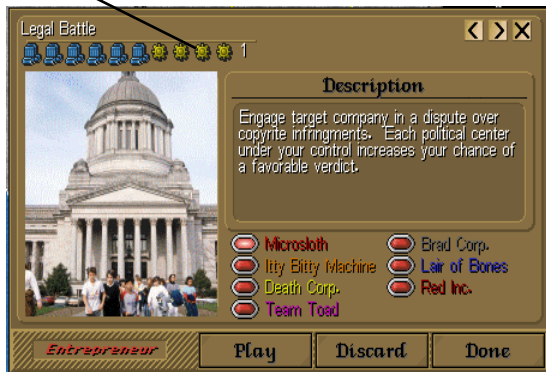 Legal Battle
1
Description
Engage target company in a dispute over
copyrite infringments. Each political center
under your control increases your chance of
a favorable verdict.
Microsloth Brad Corp.
Itty Bitty Machine Lair of Bones
Death Corp. Red Inc.
Team Toad
Entrepreneur Play Discard Done